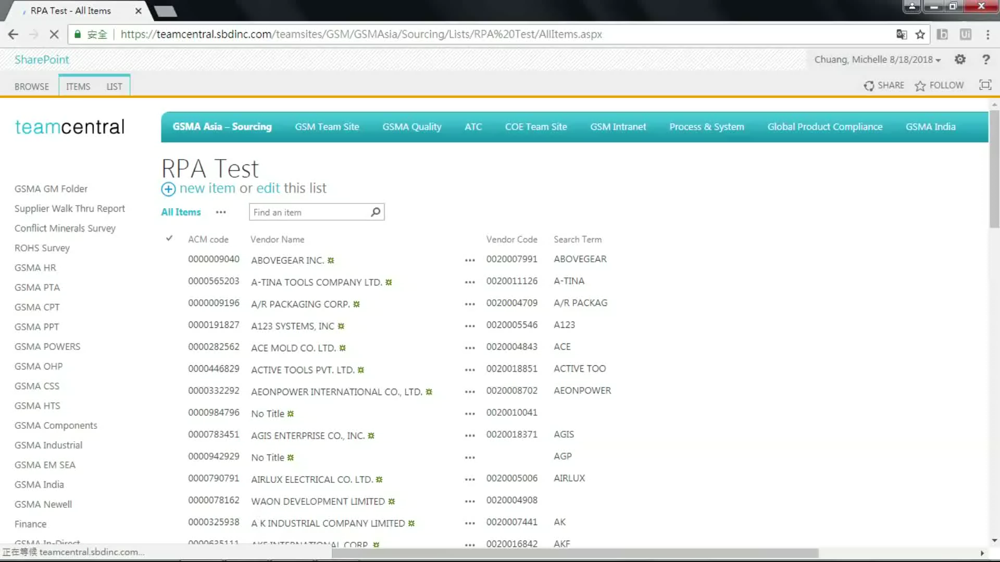 RPA Test - All Items
安全 https://teamcentral.sbdinc.com/teamsites/GSM/GSMAsia/Sourcing/Lists/RPA%20Test/AllItems.aspx
SharePoint
Chuang, Michelle 8/18/2018
BROWSE ITEMS LIST
SHARE FOLLOW
teamcentral
GSMA Asia – Sourcing GSM Team Site GSMA Quality ATC COE Team Site GSM Intranet Process & System Global Product Compliance GSMA India
RPA Test
new item or edit this list
All Items ••• Find an item
GSMA GM Folder
Supplier Walk Thru Report
Conflict Minerals Survey
ROHS Survey
GSMA HR
GSMA PTA
GSMA CPT
GSMA PPT
GSMA POWERS
GSMA OHP
GSMA CSS
GSMA HTS
GSMA Components
GSMA Industrial
GSMA EM SEA
GSMA India
GSMA Newell
Finance
GSMA In-Direct
ACM code Vendor Name Vendor Code Search Term
0000009040 ABOVEGEAR INC. ••• 0020007991 ABOVEGEAR
0000565203 A-TINA TOOLS COMPANY LTD. ••• 0020011126 A-TINA
0000009196 A/R PACKAGING CORP. ••• 0020004709 A/R PACKAG
0000191827 A123 SYSTEMS, INC ••• 0020005546 A123
0000282562 ACE MOLD CO. LTD. ••• 0020004843 ACE
0000446829 ACTIVE TOOLS PVT. LTD. ••• 0020018851 ACTIVE TOO
0000332292 AEONPOWER INTERNATIONAL CO., LTD. ••• 0020008702 AEONPOWER
0000984796 No Title ••• 0020010041
0000783451 AGIS ENTERPRISE CO., INC. ••• 0020018371 AGIS
0000942929 No Title ••• AGP
0000790791 AIRLUX ELECTRICAL CO. LTD. ••• 0020005006 AIRLUX
0000078162 WAON DEVELOPMENT LIMITED ••• 0020004908
0000325938 A K INDUSTRIAL COMPANY LIMITED ••• 0020007441 AK
0000635111 AKF INTERNATIONAL CORP ••• 0020016842 AKF
正在等候 teamcentral.sbdinc.com...